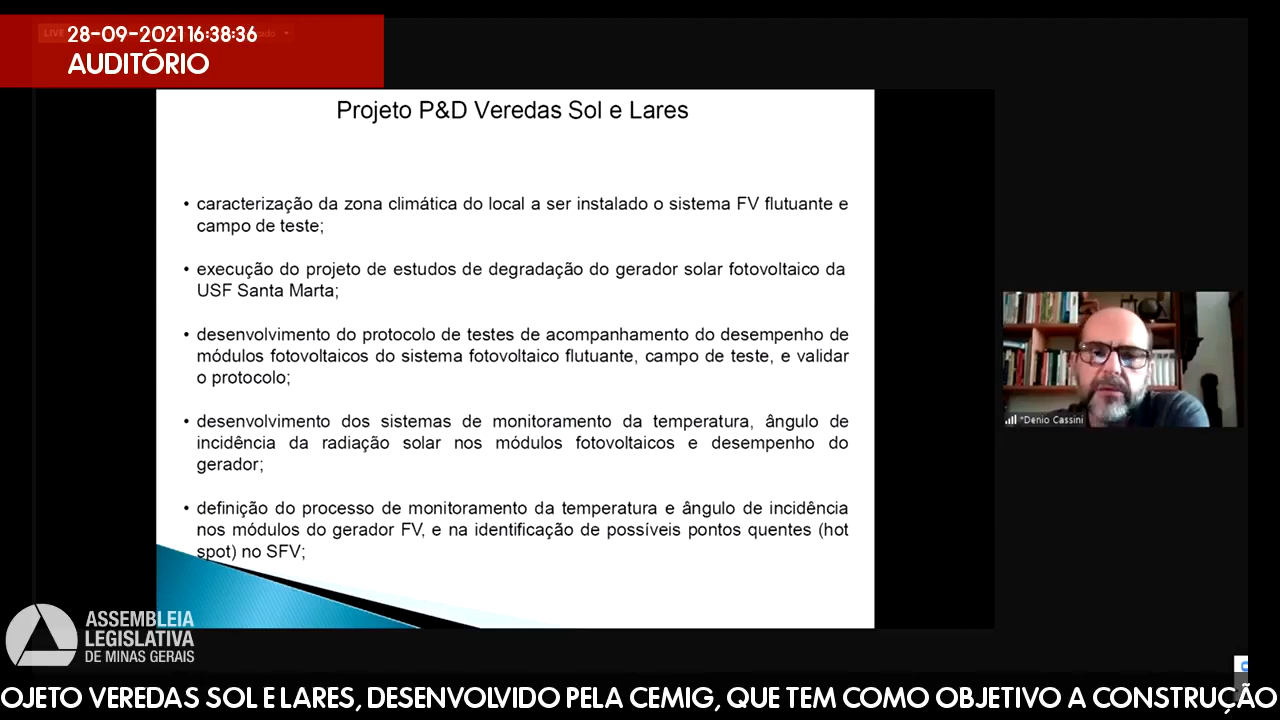 LIVE
28-09-2021 16:38:36
AUDITÓRIO
Projeto P&D Veredas Sol e Lares
• caracterização da zona climática do local a ser instalado o sistema FV flutuante e
campo de teste;
• execução do projeto de estudos de degradação do gerador solar fotovoltaico da
USF Santa Marta;
• desenvolvimento do protocolo de testes de acompanhamento do desempenho de
módulos fotovoltaicos do sistema fotovoltaico flutuante, campo de teste, e validar
o protocolo;
• desenvolvimento dos sistemas de monitoramento da temperatura, ângulo de
incidência da radiação solar nos módulos fotovoltaicos e desempenho do
gerador;
• definição do processo de monitoramento da temperatura e ângulo de incidência
nos módulos do gerador FV, e na identificação de possíveis pontos quentes (hot
spot) no SFV;
*Denio Cassini
ASSEMBLEIA
LEGISLATIVA
DE MINAS GERAIS
OJETO VEREDAS SOL E LARES, DESENVOLVIDO PELA CEMIG, QUE TEM COMO OBJETIVO A CONSTRUÇÃO